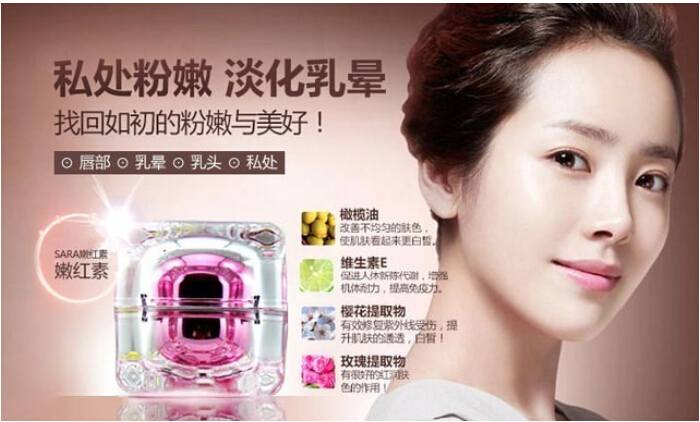 私处粉嫩 淡化乳晕
找回如初的粉嫩与美好！
⊙ 唇部 ⊙ 乳晕 ⊙ 乳头 ⊙ 私处
SARA嫩红素
嫩红素
橄榄油
改善不均匀的肤色，
使肌肤看起来更白皙。
维生素E
促进人体新陈代谢，增强
机体耐力，提高免疫力。
樱花提取物
有效修复紫外线受伤，提
升肌肤的通透，白皙！
玫瑰提取物
有很好的红润肤
色的作用！